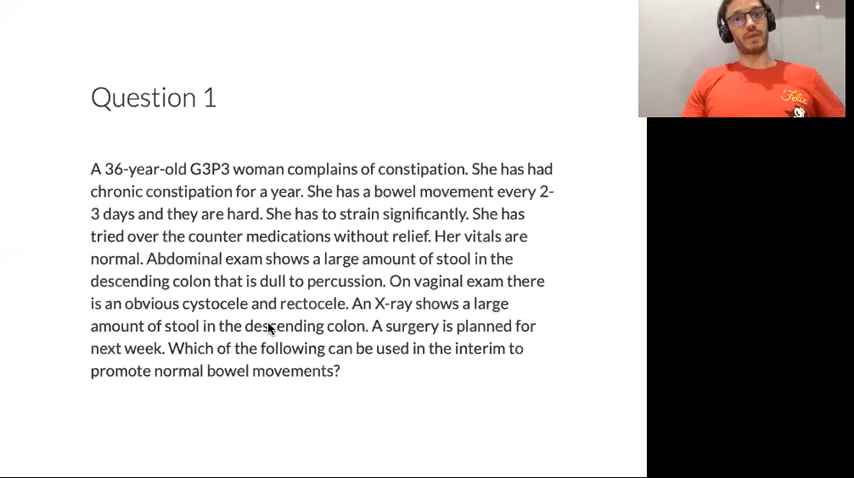 Question 1
A 36-year-old G3P3 woman complains of constipation. She has had
chronic constipation for a year. She has a bowel movement every 2-
3 days and they are hard. She has to strain significantly. She has
tried over the counter medications without relief. Her vitals are
normal. Abdominal exam shows a large amount of stool in the
descending colon that is dull to percussion. On vaginal exam there
is an obvious cystocele and rectocele. An X-ray shows a large
amount of stool in the descending colon. A surgery is planned for
next week. Which of the following can be used in the interim to
promote normal bowel movements?
Felix